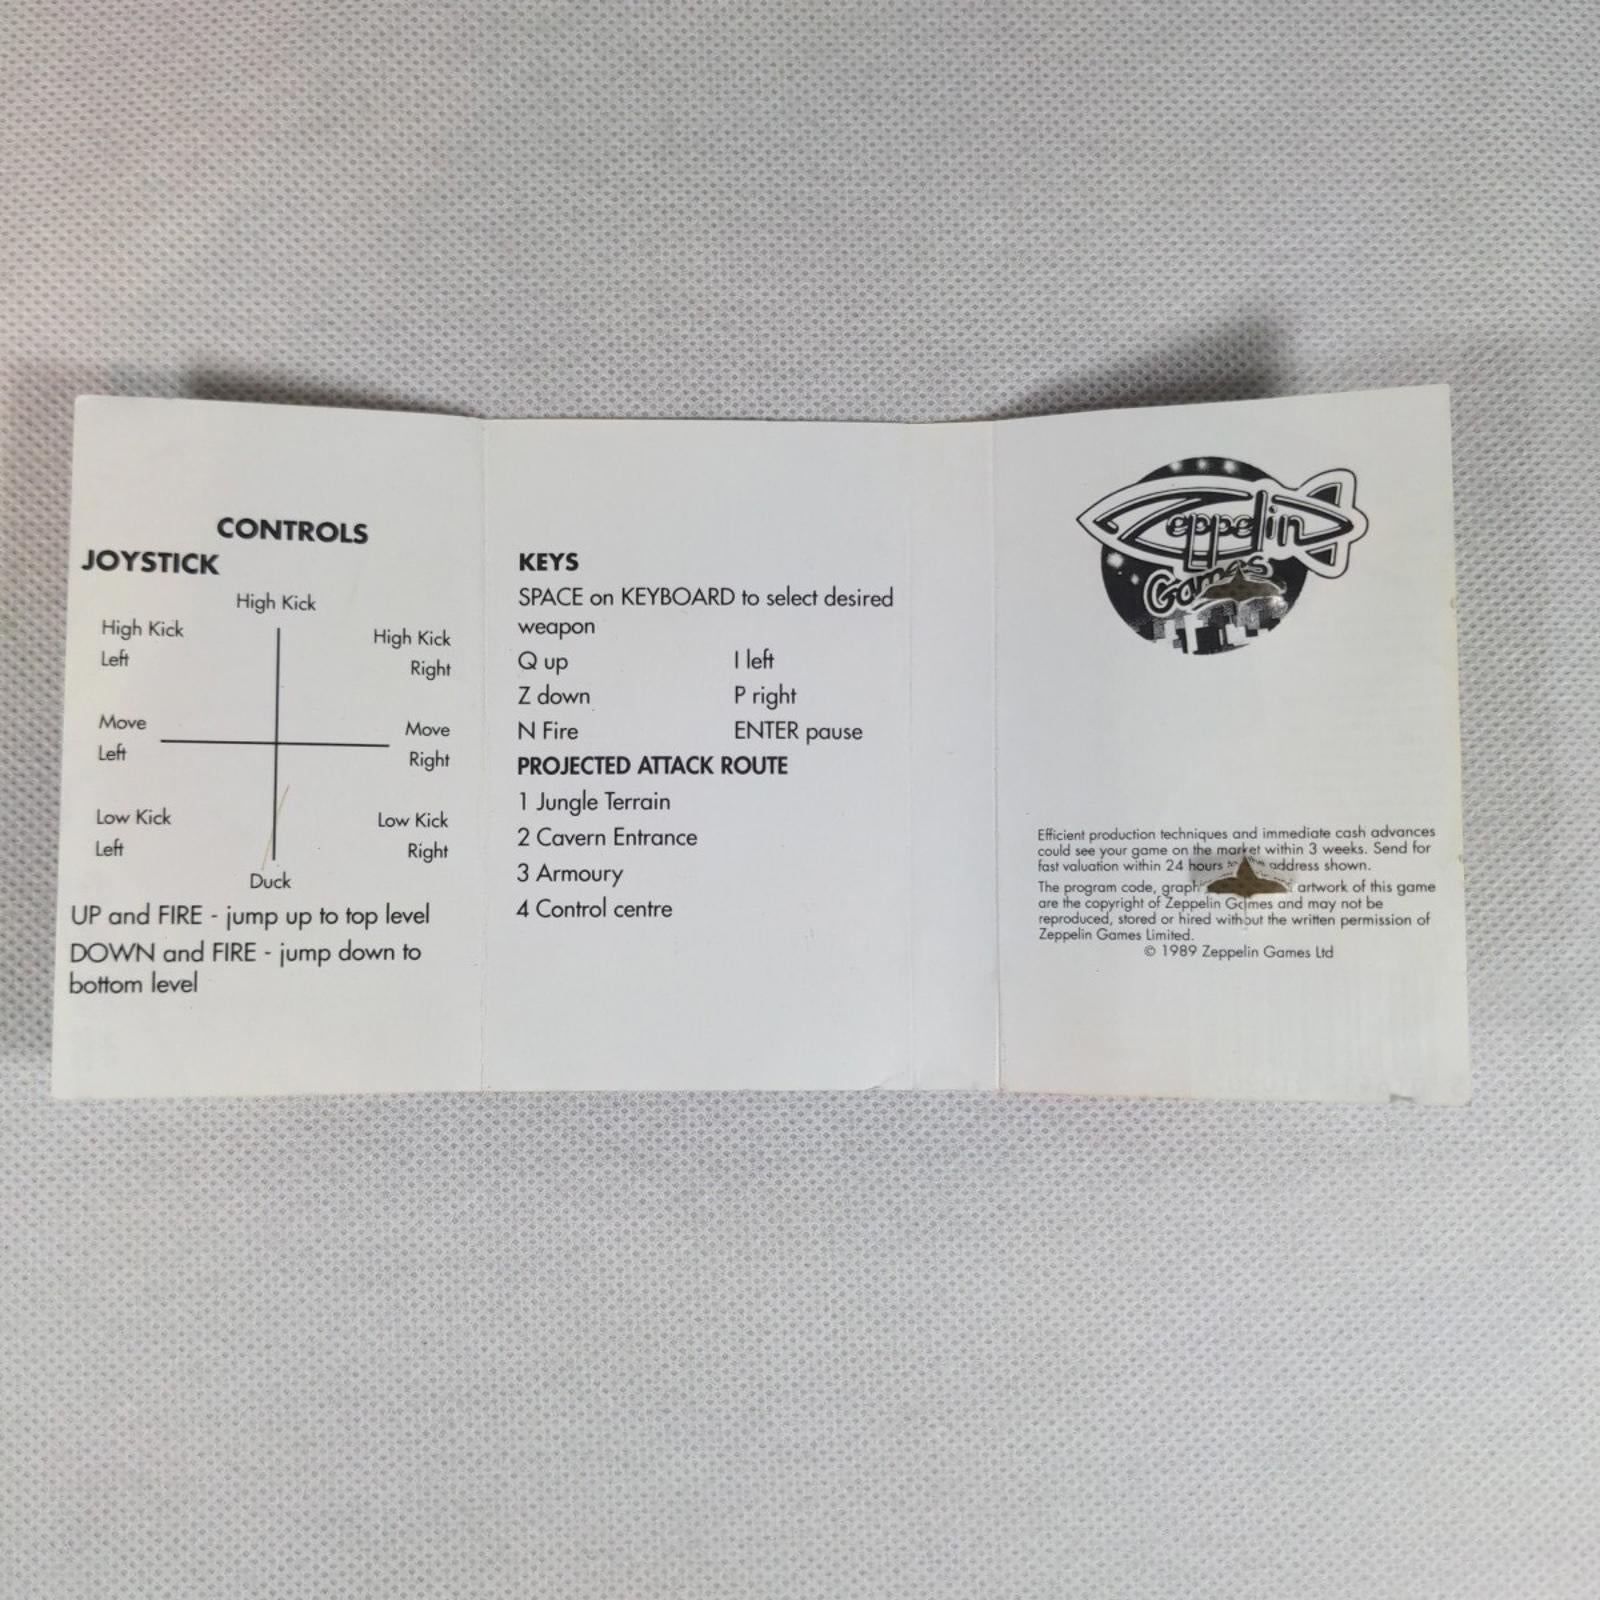 CONTROLS
JOYSTICK
High Kick
High Kick
Left
High Kick
Right
Move
Left
Move
Right
Low Kick
Left
Low Kick
Right
Duck
UP and FIRE - jump up to top level
DOWN and FIRE - jump down to
bottom level
KEYS
SPACE on KEYBOARD to select desired
weapon
Q up I left
Z down P right
N Fire ENTER pause
PROJECTED ATTACK ROUTE
1 Jungle Terrain
2 Cavern Entrance
3 Armoury
4 Control centre
Zeppelin
Games
Efficient production techniques and immediate cash advances
could see your game on the market within 3 weeks. Send for
fast valuation within 24 hours address shown.
The program code, artwork of this game
are the copyright of Zeppelin Games and may not be
reproduced, stored or hired without the written permission of
Zeppelin Games Limited.
© 1989 Zeppelin Games Ltd